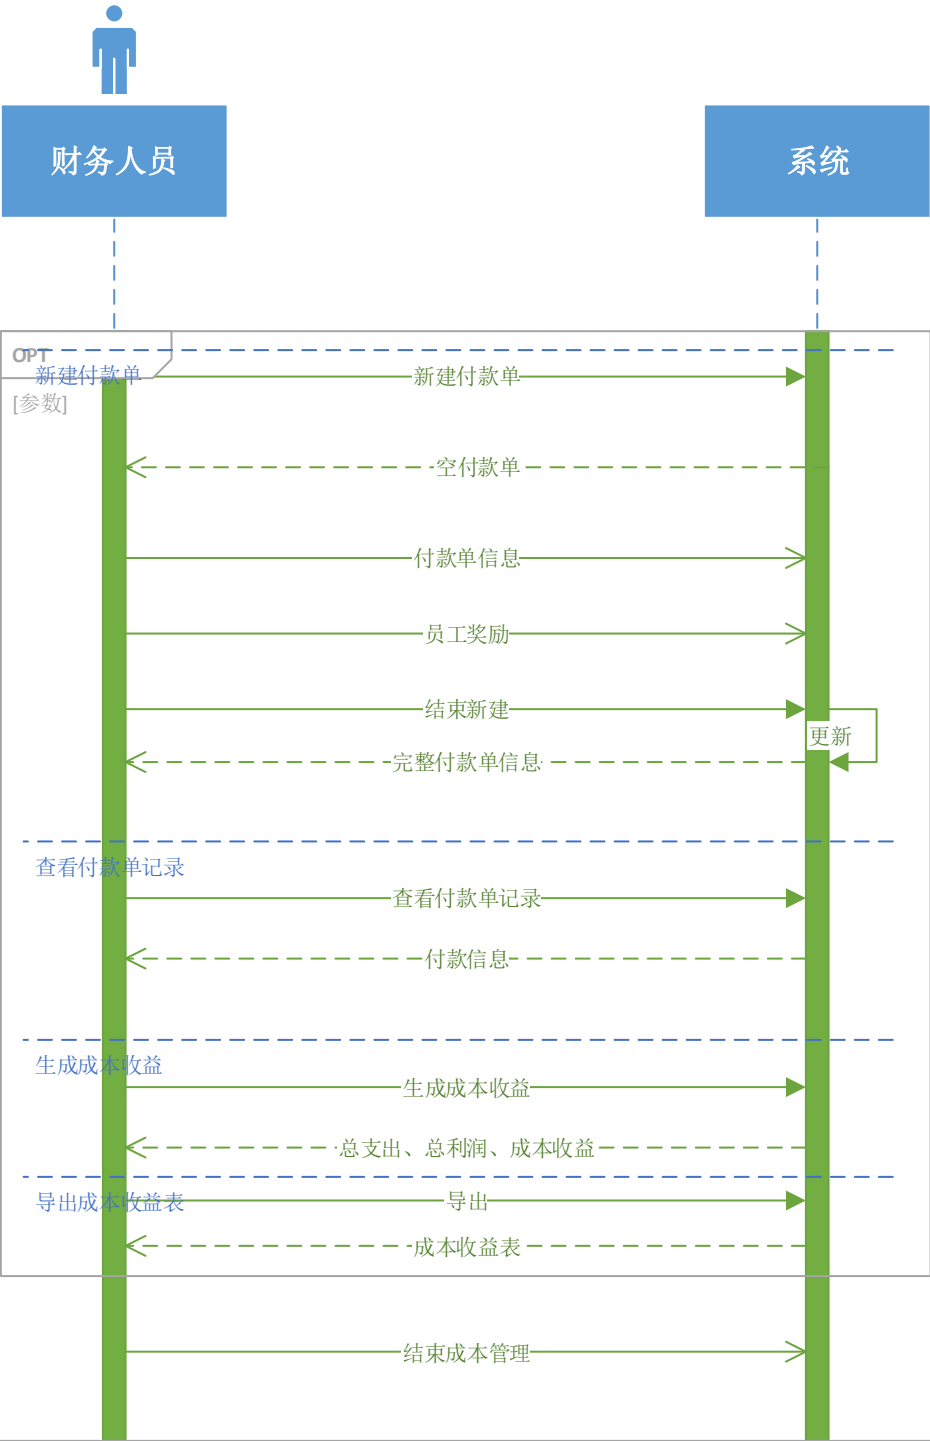 财务人员
系统
OPT
新建付款单
新建付款单
[参数]
空付款单
付款单信息
员工奖励
结束新建
更新
完整付款单信息
查看付款单记录
查看付款单记录
付款信息
生成成本收益
生成成本收益
总支出、总利润、成本收益
导出成本收益表
导出
成本收益表
结束成本管理